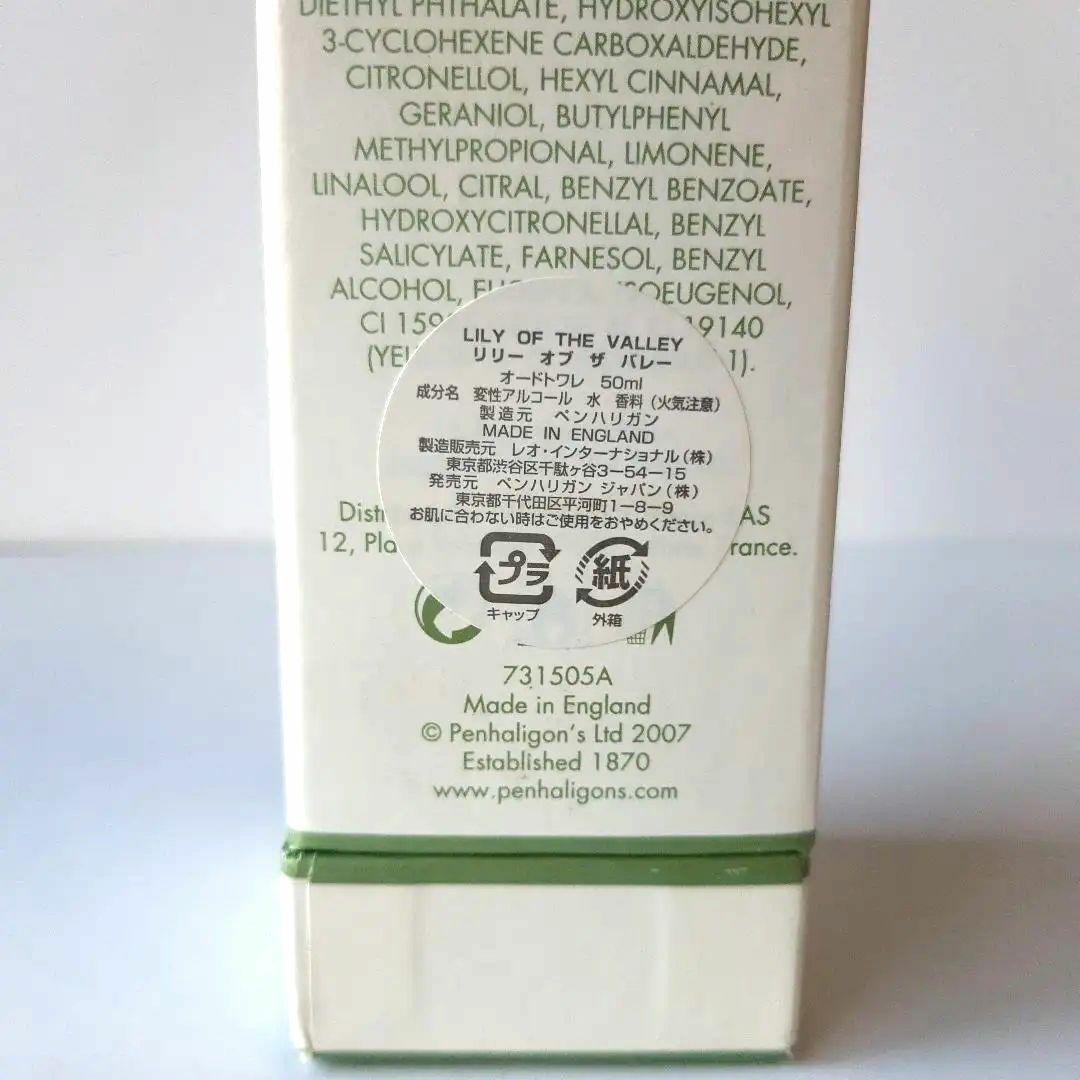 DIETHYL PHTHALATE, HYDROXYISOHEXYL
3-CYCLOHEXENE CARBOXALDEHYDE,
CITRONELLOL, HEXYL CINNAMAL,
GERANIOL, BUTYLPHENYL
METHYLPROPIONAL, LIMONENE,
LINALOOL, CITRAL, BENZYL BENZOATE,
HYDROXYCITRONELLAL, BENZYL
SALICYLATE, FARNESOL, BENZYL
ALCOHOL, ISOEUGENOL,
CI 19140
1).
LILY OF THE VALLEY
リリー オブ ザ バレー
オードトワレ 50ml
成分名 変性アルコール 水 香料 (火気注意)
製造元 ペンハリガン
MADE IN ENGLAND
製造販売元 レオ・インターナショナル(株)
東京都渋谷区千駄ヶ谷3-54-15
発売元 ペンハリガン ジャパン(株)
東京都千代田区平河町1-8-9
お肌に合わない時はご使用をおやめください。
プラ 紙
キャップ 外箱
12,
731505A
Made in England
© Penhaligon's Ltd 2007
Established 1870
www.penhaligons.com